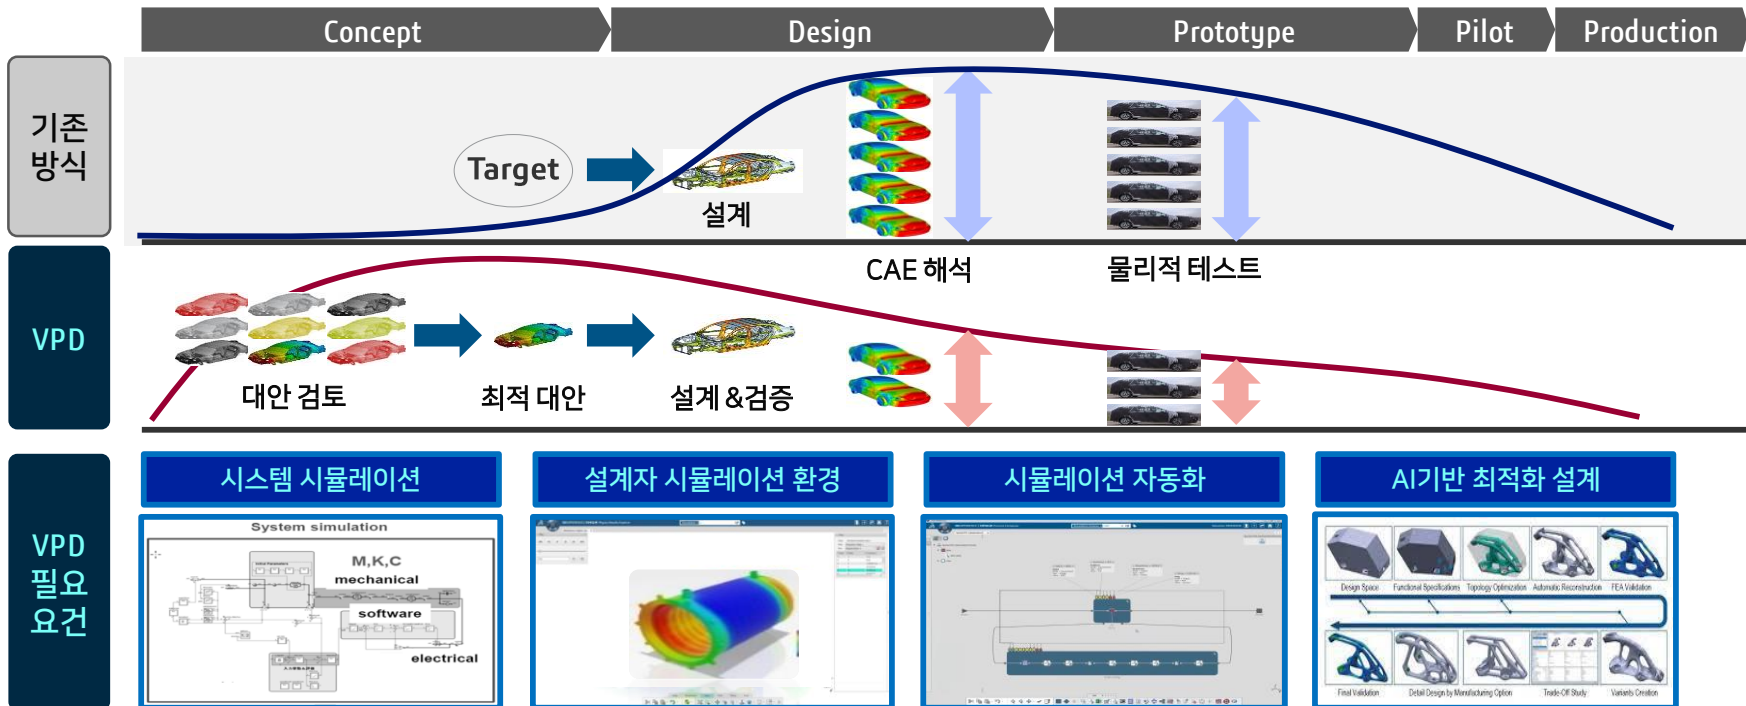 Concept
Design
Prototype
Pilot
Production
기존
방식
Target
설계
CAE 해석
물리적 테스트
VPD
대안 검토
최적 대안
설계 &검증
VPD
필요
요건
시스템 시뮬레이션
설계자 시뮬레이션 환경
시뮬레이션 자동화
AI기반 최적화 설계
System simulation
M,K,C
mechanical
software
electrical
Design Space
Functional Specifications
Topology Optimization
Automatic Reconstruction
FEA Validation
Final Validation
Detail Design by Manufacturing Option
Trade-Off Study
Variants Creation